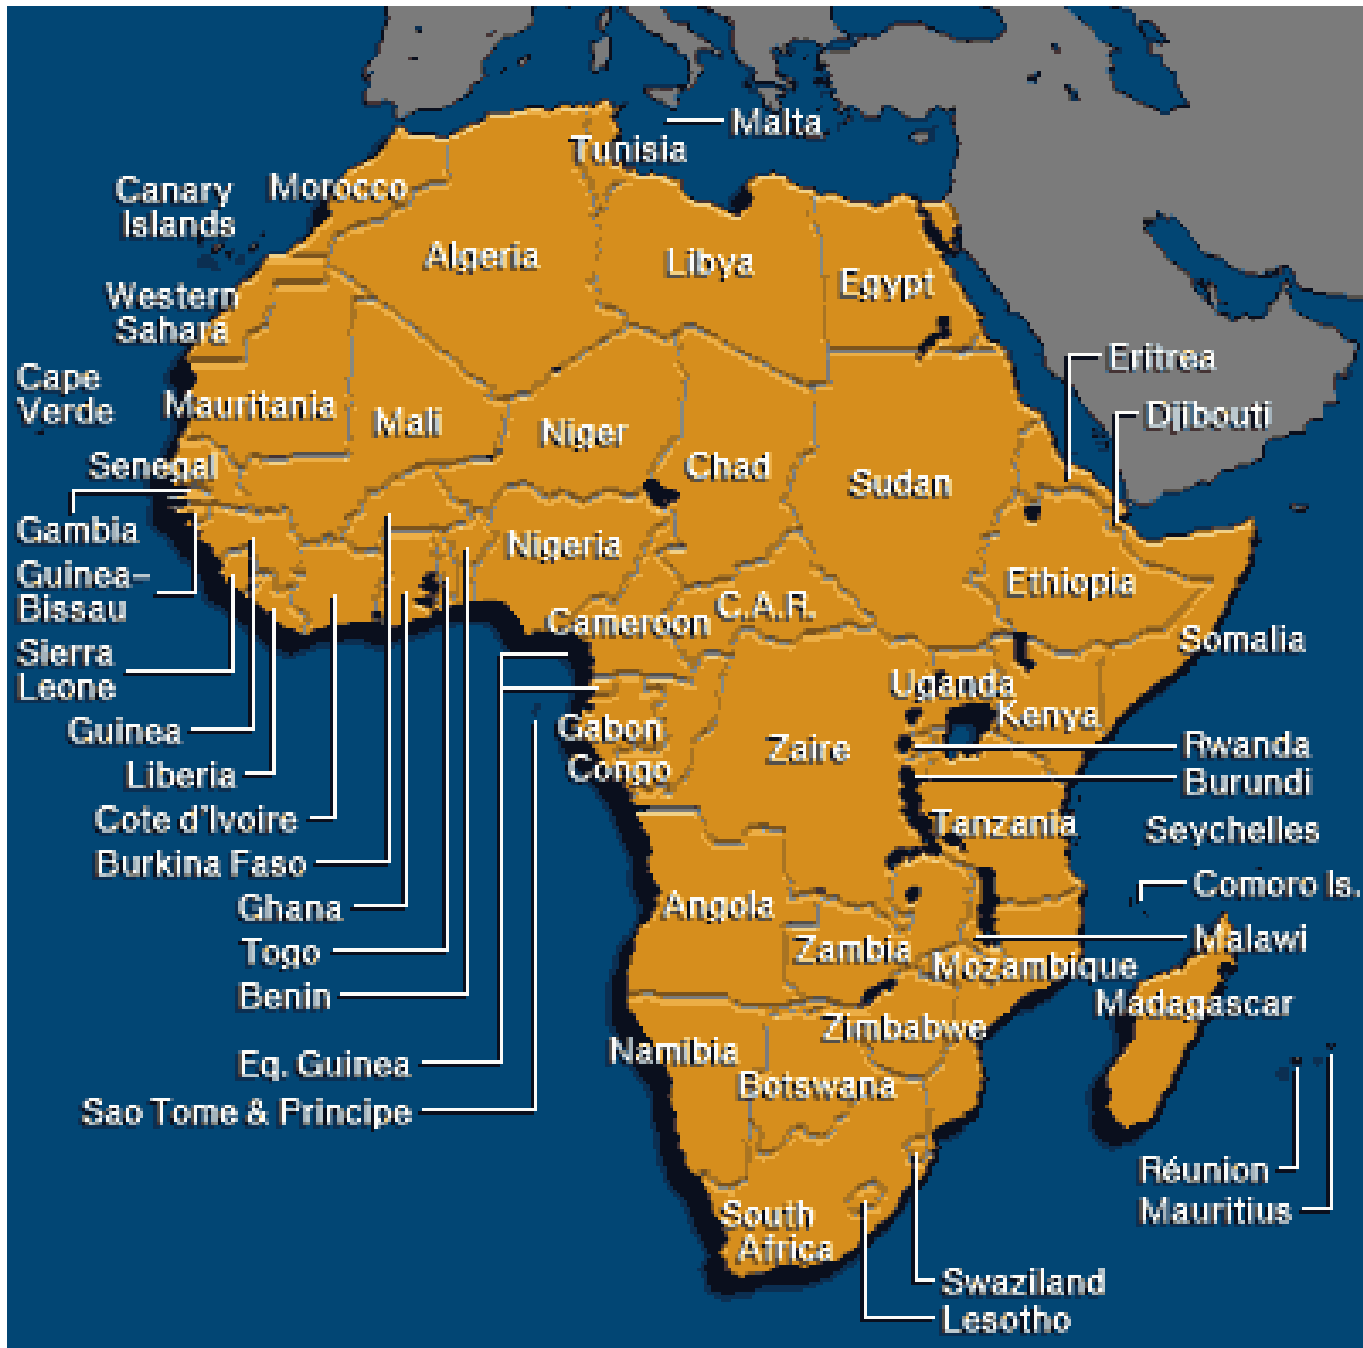 Malta
Tunisia
Canary
Islands
Morocco
Algeria
Libya
Egypt
Western
Sahara
Eritrea
Cape
Verde
Mauritania
Mali
Niger
Djibouti
Senegal
Chad
Sudan
Gambia
Nigeria
Guinea–
Bissau
Ethiopia
C.A.R.
Cameroon
Somalia
Sierra
Leone
Uganda
Kenya
Guinea
Gabon
Zaire
Rwanda
Congo
Liberia
Burundi
Cote d'Ivoire
Tanzania
Seychelles
Burkina Faso
Comoro Is.
Ghana
Angola
Malawi
Togo
Zambia
Mozambique
Benin
Madagascar
Zimbabwe
Namibia
Eq. Guinea
Botswana
Sao Tome & Principe
Réunion
Mauritius
South
Africa
Swaziland
Lesotho